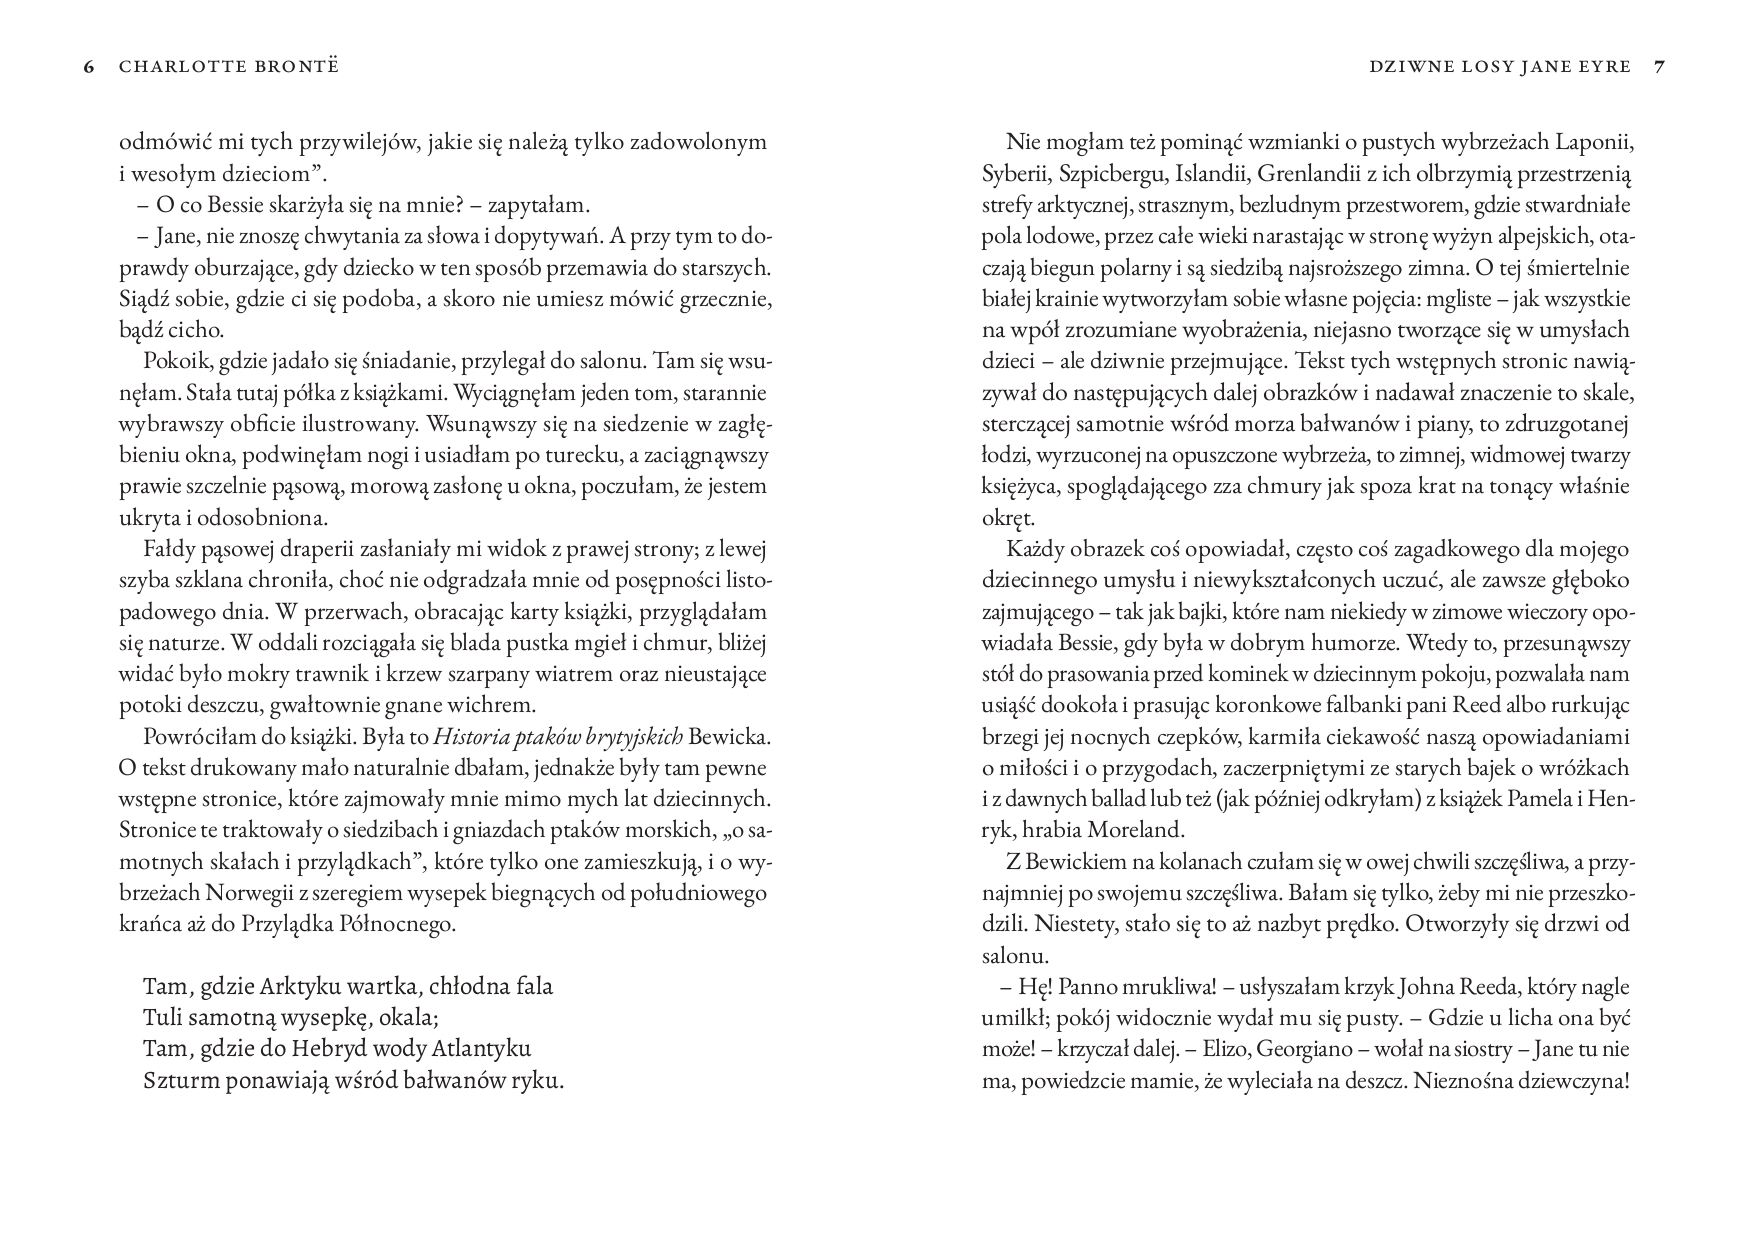 6 CHARLOTTE BRONTË
odmówić mi tych przywilejów, jakie się należą tylko zadowolonym
i wesołym dzieciom”.
– O co Bessie skarżyła się na mnie? – zapytałam.
– Jane, nie znoszę chwytania za słowa i dopytywań. A przy tym to do-
prawdy oburzające, gdy dziecko w ten sposób przemawia do starszych.
Siądź sobie, gdzie ci się podoba, a skoro nie umiesz mówić grzecznie,
bądź cicho.
Pokoik, gdzie jadało się śniadanie, przylegał do salonu. Tam się wsu-
nęłam. Stała tutaj półka z książkami. Wyciągnęłam jeden tom, starannie
wybrawszy obficie ilustrowany. Wsunąwszy się na siedzenie w zagłę-
bieniu okna, podwinęłam nogi i usiadłam po turecku, a zaciągnąwszy
prawie szczelnie pąsową, morową zasłonę u okna, poczułam, że jestem
ukryta i odosobniona.
Fałdy pąsowej draperii zasłaniały mi widok z prawej strony; z lewej
szyba szklana chroniła, choć nie odgradzała mnie od posępności listo-
padowego dnia. W przerwach, obracając karty książki, przyglądałam
się naturze. W oddali rozciągała się blada pustka mgieł i chmur, bliżej
widać było mokry trawnik i krzew szarpany wiatrem oraz nieustające
potoki deszczu, gwałtownie gnane wichrem.
Powróciłam do książki. Była to Historia ptaków brytyjskich Bewicka.
O tekst drukowany mało naturalnie dbałam, jednakże były tam pewne
wstępne stronice, które zajmowały mnie mimo mych lat dziecinnych.
Stronice te traktowały o siedzibach i gniazdach ptaków morskich, „o sa-
motnych skałach i przylądkach”, które tylko one zamieszkują, i o wy-
brzeżach Norwegii z szeregiem wysepek biegnących od południowego
krańca aż do Przylądka Północnego.
Tam, gdzie Arktyku wartka, chłodna fala
Tuli samotną wysepkę, okala;
Tam, gdzie do Hebryd wody Atlantyku
Szturm ponawiają wśród bałwanów ryku.
DZIWNE LOSY JANE EYRE 7
Nie mogłam też pominąć wzmianki o pustych wybrzeżach Laponii,
Syberii, Szpicbergu, Islandii, Grenlandii z ich olbrzymią przestrzenią
strefy arktycznej, strasznym, bezludnym przestworem, gdzie stwardniałe
pola lodowe, przez całe wieki narastając w stronę wyżyn alpejskich, ota-
czają biegun polarny i są siedzibą najsroższego zimna. O tej śmiertelnie
białej krainie wytworzyłam sobie własne pojęcia: mgliste – jak wszystkie
na wpół zrozumiane wyobrażenia, niejasno tworzące się w umysłach
dzieci – ale dziwnie przejmujące. Tekst tych wstępnych stronic nawią-
zywał do następujących dalej obrazków i nadawał znaczenie to skale,
sterczącej samotnie wśród morza bałwanów i piany, to zdruzgotanej
łodzi, wyrzuconej na opuszczone wybrzeża, to zimnej, widmowej twarzy
księżyca, spoglądającego zza chmury jak spoza krat na tonący właśnie
okręt.
Każdy obrazek coś opowiadał, często coś zagadkowego dla mojego
dziecinnego umysłu i niewykształconych uczuć, ale zawsze głęboko
zajmującego – tak jak bajki, które nam niekiedy w zimowe wieczory opo-
wiadała Bessie, gdy była w dobrym humorze. Wtedy to, przesunąwszy
stół do prasowania przed kominek w dziecinnym pokoju, pozwalała nam
usiąść dookoła i prasując koronkowe falbanki pani Reed albo rurkując
brzegi jej nocnych czepków, karmiła ciekawość naszą opowiadaniami
o miłości i o przygodach, zaczerpniętymi ze starych bajek o wróżkach
i z dawnych ballad lub też (jak później odkryłam) z książek Pamela i Hen-
ryk, hrabia Moreland.
Z Bewickiem na kolanach czułam się w owej chwili szczęśliwa, a przy-
najmniej po swojemu szczęśliwa. Bałam się tylko, żeby mi nie przeszko-
dzili. Niestety, stało się to aż nazbyt prędko. Otworzyły się drzwi od
salonu.
– Hę! Panno mrukliwa! – usłyszałam krzyk Johna Reeda, który nagle
umilkł; pokój widocznie wydał mu się pusty. – Gdzie u licha ona być
może! – krzyczał dalej. – Elizo, Georgiano – wołał na siostry – Jane tu nie
ma, powiedzcie mamie, że wyleciała na deszcz. Nieznośna dziewczyna!